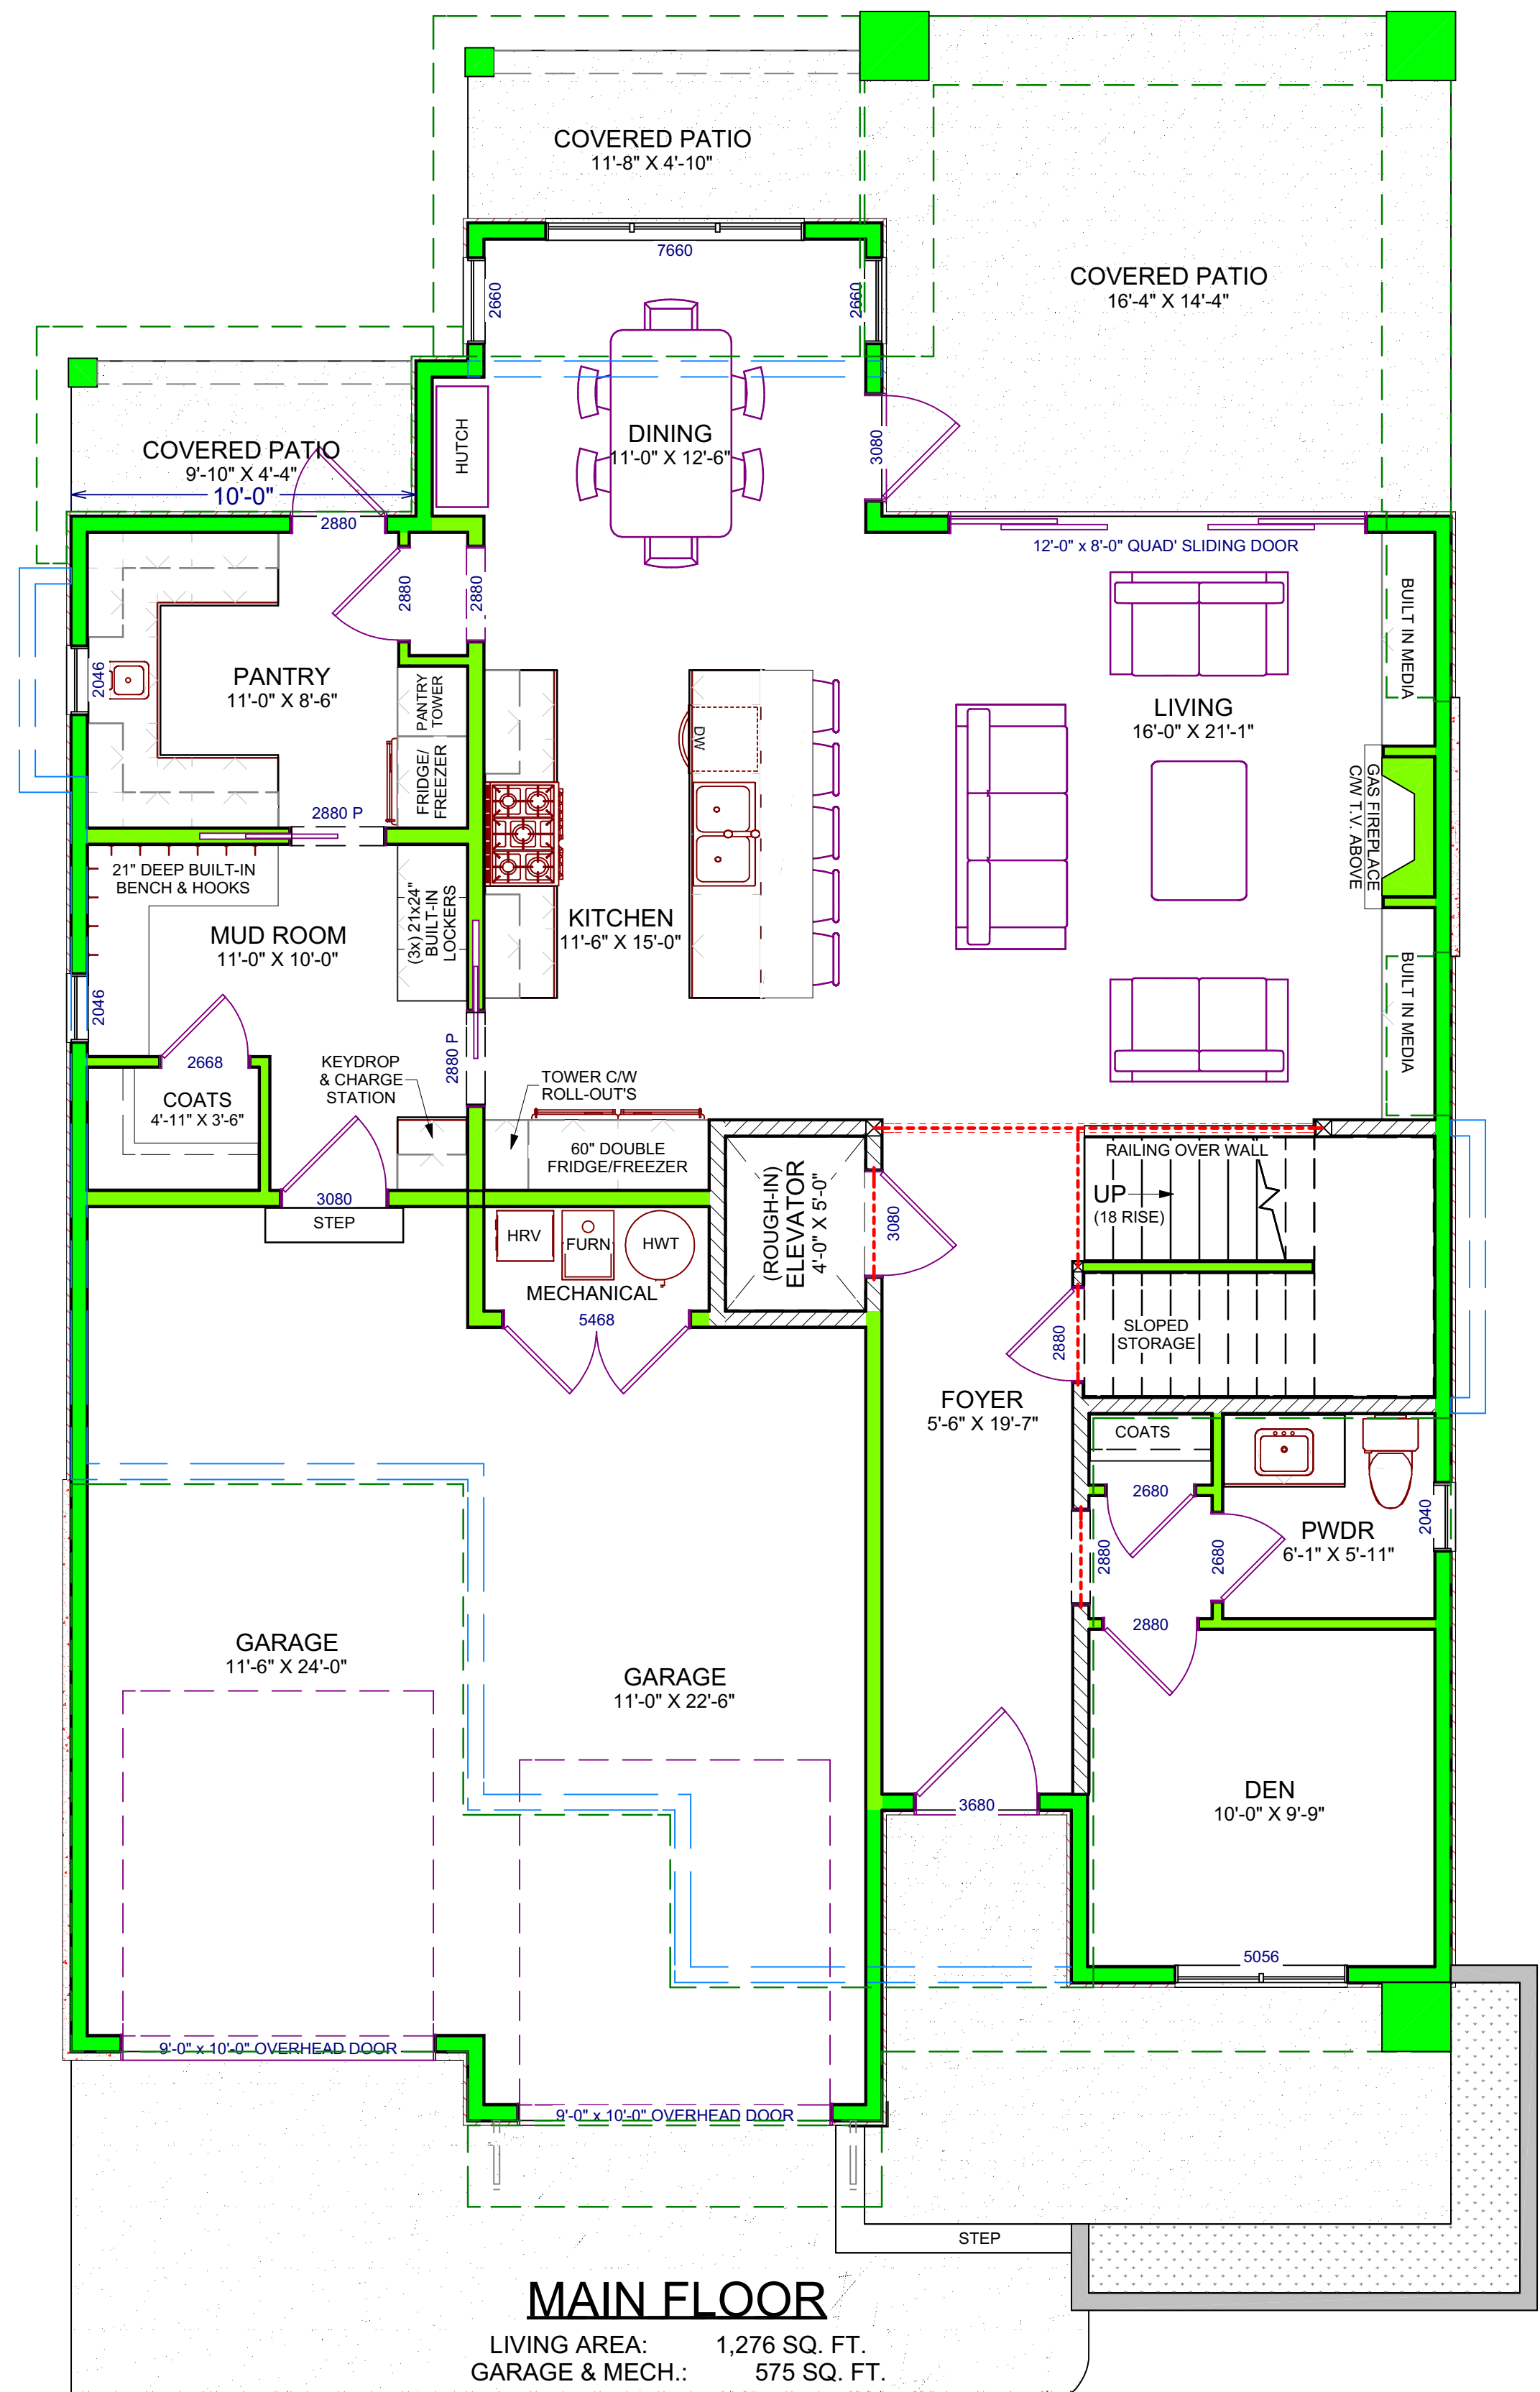 COVERED PATIO
11'-8" X 4'-10"
7660
2660
2660
COVERED PATIO
16'-4" X 14'-4"
COVERED PATIO
9'-10" X 4'-4"
10'-0"
2880
HUTCH
DINING
11'-0" X 12'-6"
3080
12'-0" x 8'-0" QUAD' SLIDING DOOR
2880
2880
BUILT IN MEDIA
2046
PANTRY
11'-0" X 8'-6"
PANTRY
TOWER
FRIDGE/
FREEZER
DW
LIVING
16'-0" X 21'-1"
GAS FIREPLACE
C/W T.V. ABOVE
2880 P
21" DEEP BUILT-IN
BENCH & HOOKS
(3x) 21x24"
BUILT-IN
LOCKERS
MUD ROOM
11'-0" X 10'-0"
KITCHEN
11'-6" X 15'-0"
2046
BUILT IN MEDIA
2668
COATS
4'-11" X 3'-6"
KEYDROP
& CHARGE
STATION
2880 P
TOWER C/W
ROLL-OUT'S
60" DOUBLE
FRIDGE/FREEZER
(ROUGH-IN)
ELEVATOR
4'-0" X 5'-0"
RAILING OVER WALL
UP
(18 RISE)
3080
STEP
3080
HRV
FURN
HWT
MECHANICAL
5468
SLOPED
STORAGE
2880
FOYER
5'-6" X 19'-7"
COATS
2680
2880
2680
PWDR
6'-1" X 5'-11"
2040
2880
GARAGE
11'-6" X 24'-0"
GARAGE
11'-0" X 22'-6"
DEN
10'-0" X 9'-9"
3680
5056
9'-0" x 10'-0" OVERHEAD DOOR
9'-0" x 10'-0" OVERHEAD DOOR
STEP
MAIN FLOOR
LIVING AREA: 1,276 SQ. FT.
GARAGE & MECH.: 575 SQ. FT.